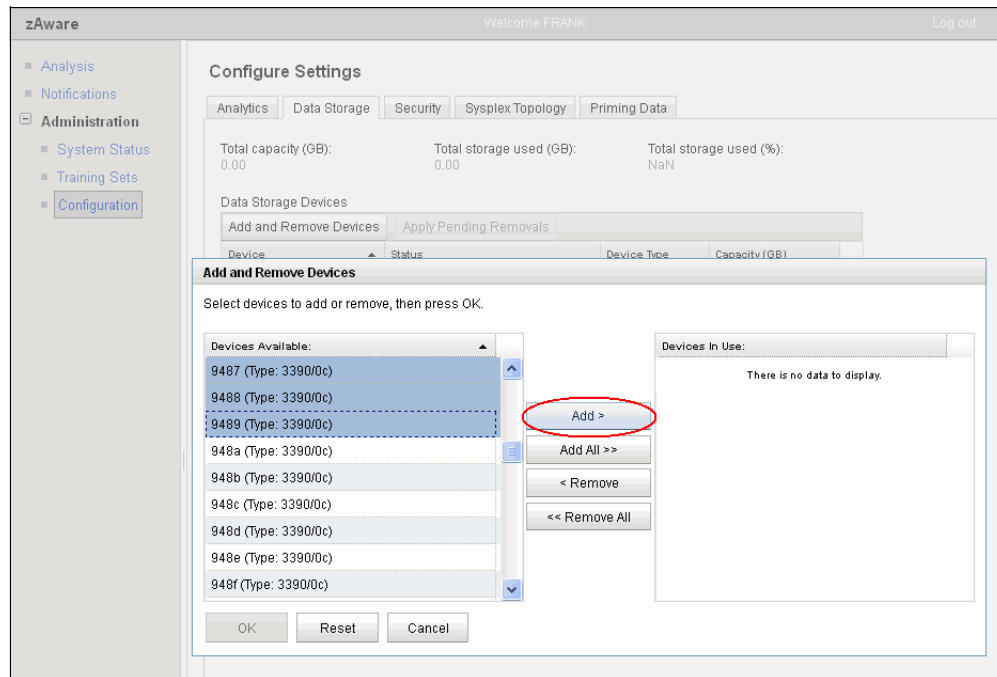 zAware
Welcome FRANK
Log out
Analysis
Notifications
Administration
System Status
Training Sets
Configuration
Configure Settings
Analytics
Data Storage
Security
Sysplex Topology
Priming Data
Total capacity (GB):
Total storage used (GB):
Total storage used (%):
0.00
0.00
NaN
Data Storage Devices
Add and Remove Devices
Apply Pending Removals
Device
Status
Device Type
Capacity (GB)
Add and Remove Devices
Select devices to add or remove, then press OK.
Devices Available:
9487 (Type: 3390/0c)
9488 (Type: 3390/0c)
9489 (Type: 3390/0c)
948a (Type: 3390/0c)
948b (Type: 3390/0c)
948c (Type: 3390/0c)
948d (Type: 3390/0c)
948e (Type: 3390/0c)
948f (Type: 3390/0c)
Add >
Add All >>
< Remove
<< Remove All
Devices In Use:
There is no data to display.
OK
Reset
Cancel